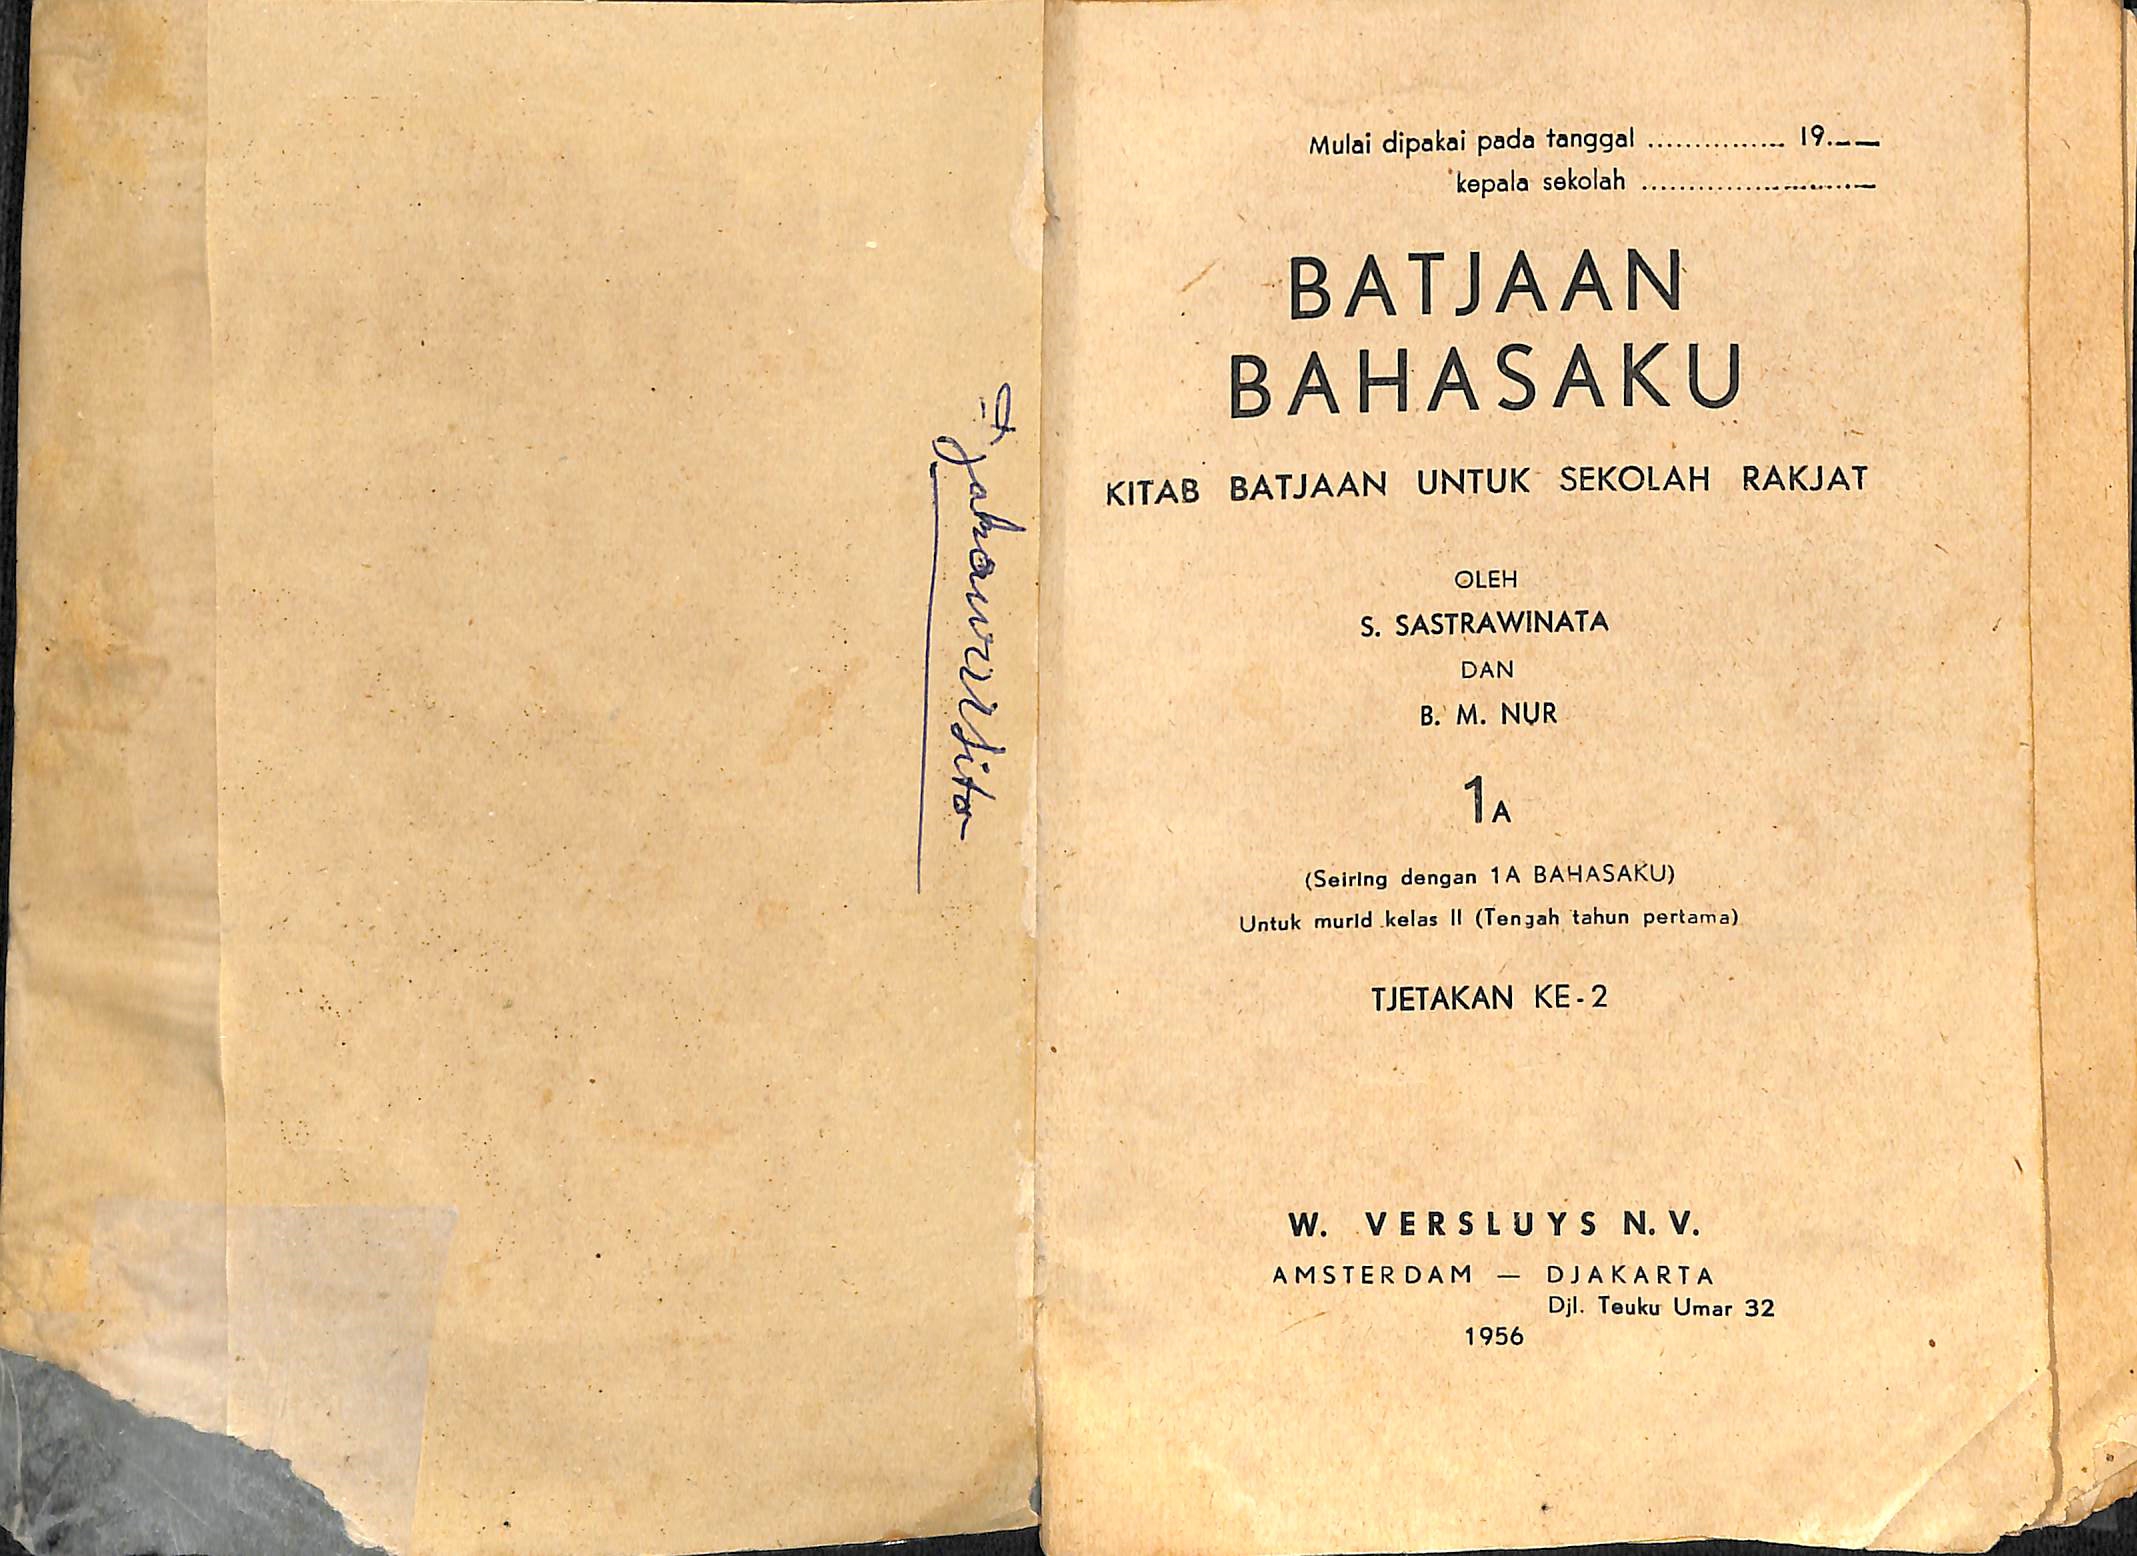 Mulai dipakai pada tanggal ............... 19.__
kepala sekolah .........................
BATJAAN
BAHASAKU
KITAB BATJAAN UNTUK SEKOLAH RAKJAT
OLEH
S. SASTRAWINATA
DAN
B. M. NUR
1A
(Seiring dengan 1A BAHASAKU)
Untuk murid kelas II (Tengah tahun pertama)
TJETAKAN KE-2
W. VERSLUYS N.V.
AMSTERDAM — DJAKARTA
Djl. Teuku Umar 32
1956